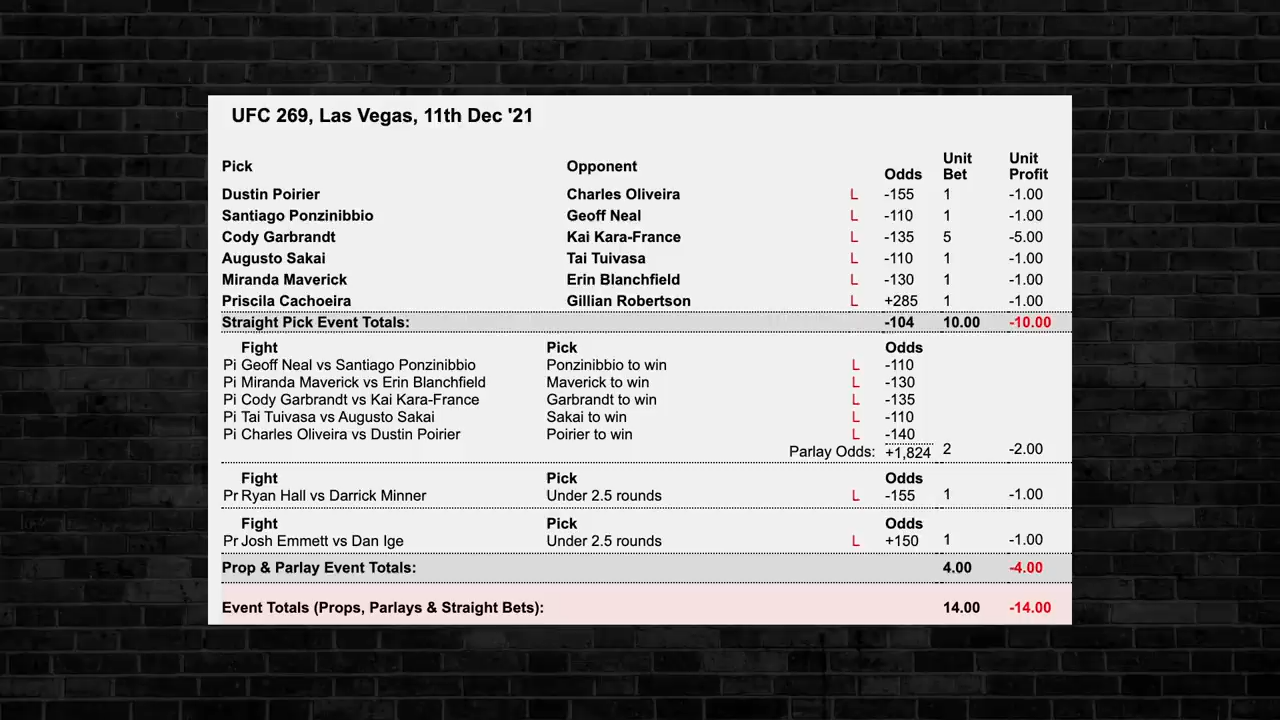 UFC 269, Las Vegas, 11th Dec '21
Pick Opponent Odds Unit Bet Unit Profit
Dustin Poirier Charles Oliveira L -155 1 -1.00
Santiago Ponzinibbio Geoff Neal L -110 1 -1.00
Cody Garbrandt Kai Kara-France L -135 5 -5.00
Augusto Sakai Tai Tuivasa L -110 1 -1.00
Miranda Maverick Erin Blanchfield L -130 1 -1.00
Priscila Cachoeira Gillian Robertson L +285 1 -1.00
Straight Pick Event Totals: -104 10.00 -10.00
Fight Pick Odds
Pi Geoff Neal vs Santiago Ponzinibbio Ponzinibbio to win L -110
Pi Miranda Maverick vs Erin Blanchfield Maverick to win L -130
Pi Cody Garbrandt vs Kai Kara-France Garbrandt to win L -135
Pi Tai Tuivasa vs Augusto Sakai Sakai to win L -110
Pi Charles Oliveira vs Dustin Poirier Poirier to win L -140
Parlay Odds: +1,824 2 -2.00
Fight Pick Odds
Pr Ryan Hall vs Darrick Minner Under 2.5 rounds L -155 1 -1.00
Fight Pick Odds
Pr Josh Emmett vs Dan Ige Under 2.5 rounds L +150 1 -1.00
Prop & Parlay Event Totals: 4.00 -4.00
Event Totals (Props, Parlays & Straight Bets): 14.00 -14.00